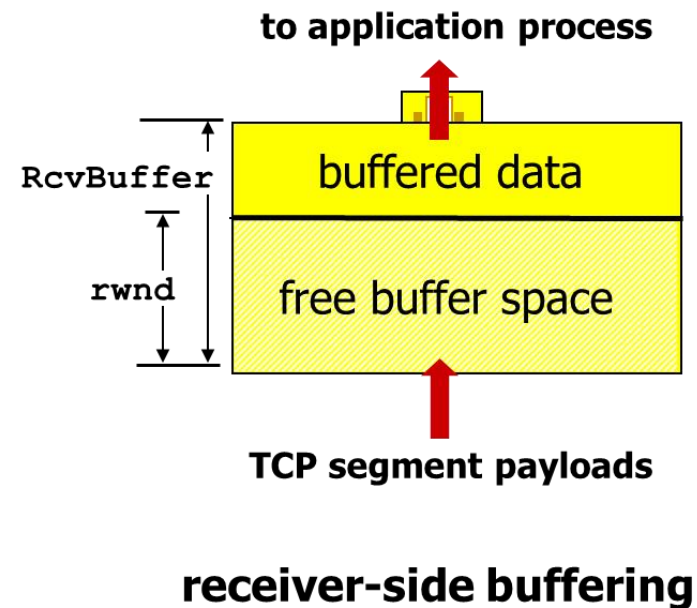 to application process
RcvBuffer
buffered data
rwnd
free buffer space
TCP segment payloads
receiver-side buffering